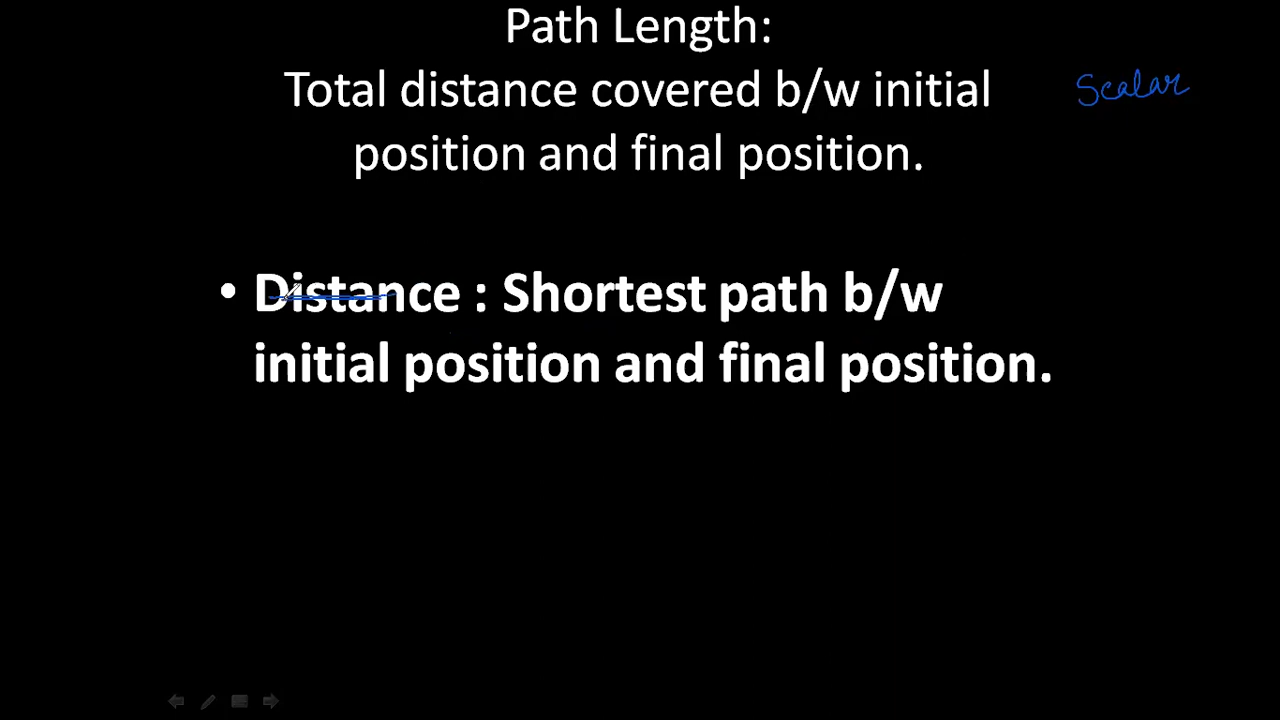 Path Length:
Total distance covered b/w initial
Scalar
position and final position.
• Distance : Shortest path b/w
initial position and final position.